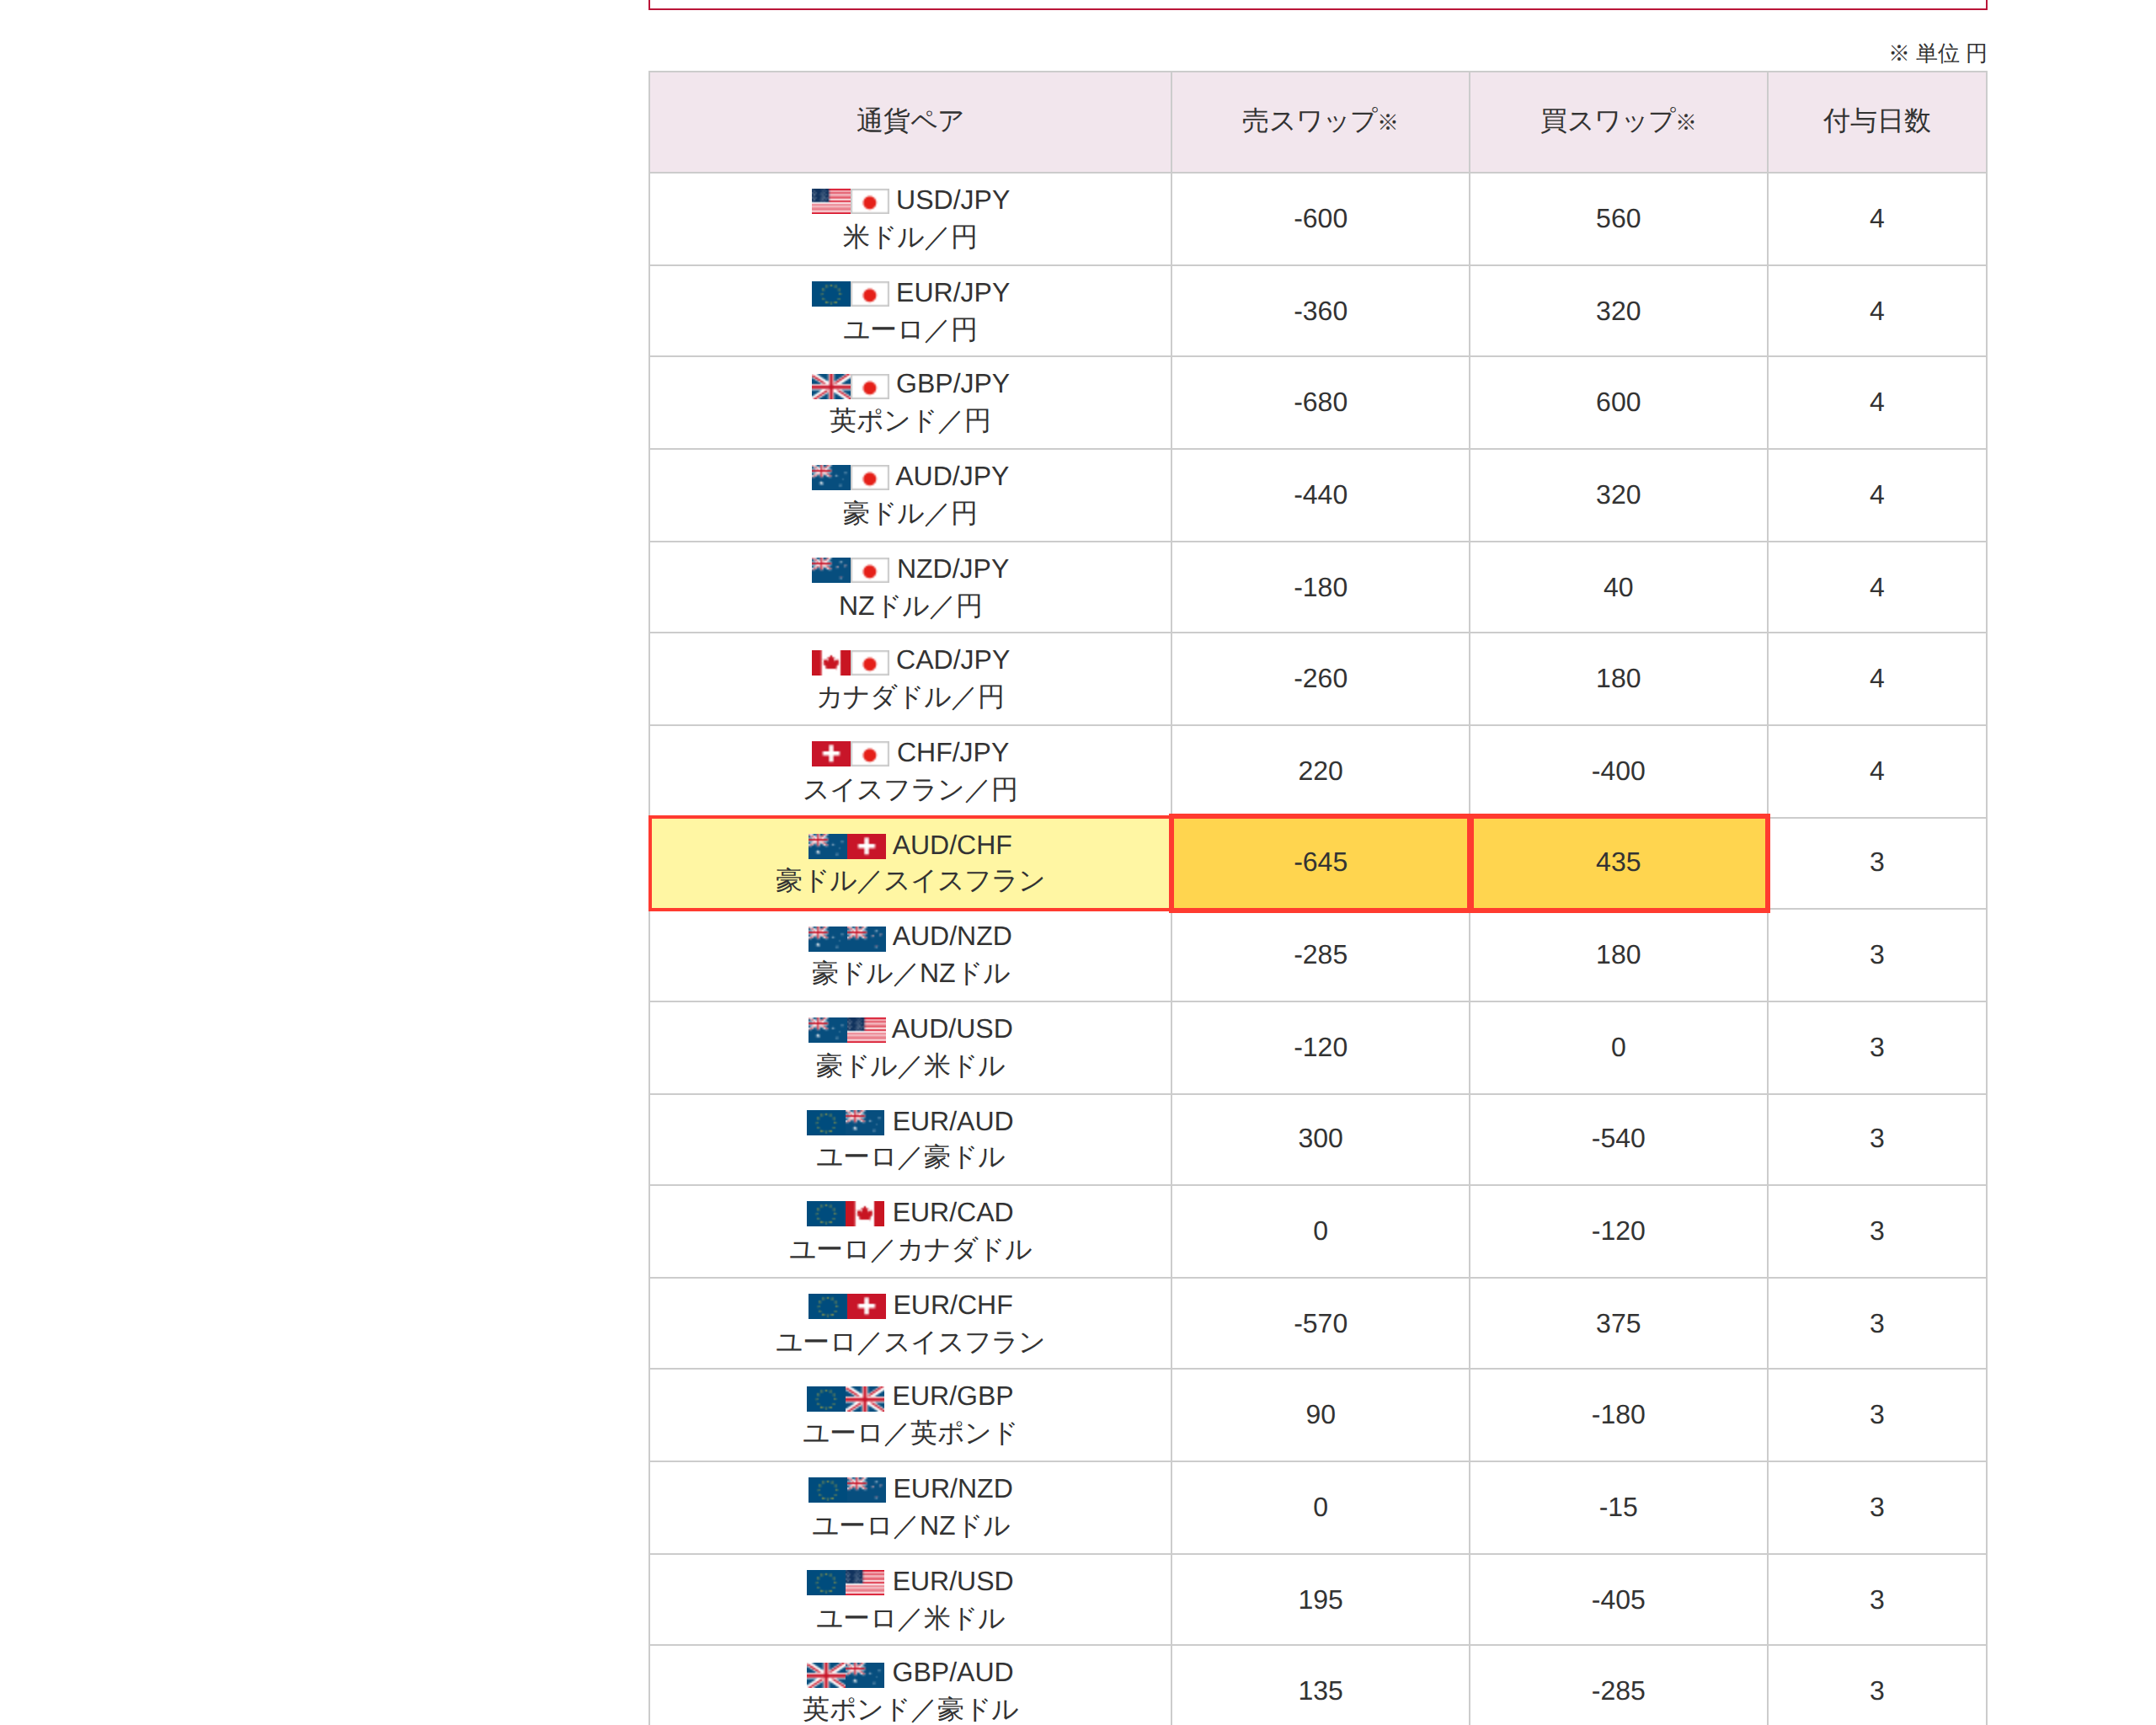 ※ 単位 円
通貨ペア 売スワップ※ 買スワップ※ 付与日数
USD/JPY
米ドル／円
-600 560 4
EUR/JPY
ユーロ／円
-360 320 4
GBP/JPY
英ポンド／円
-680 600 4
AUD/JPY
豪ドル／円
-440 320 4
NZD/JPY
NZドル／円
-180 40 4
CAD/JPY
カナダドル／円
-260 180 4
CHF/JPY
スイスフラン／円
220 -400 4
AUD/CHF
豪ドル／スイスフラン
-645 435 3
AUD/NZD
豪ドル／NZドル
-285 180 3
AUD/USD
豪ドル／米ドル
-120 0 3
EUR/AUD
ユーロ／豪ドル
300 -540 3
EUR/CAD
ユーロ／カナダドル
0 -120 3
EUR/CHF
ユーロ／スイスフラン
-570 375 3
EUR/GBP
ユーロ／英ポンド
90 -180 3
EUR/NZD
ユーロ／NZドル
0 -15 3
EUR/USD
ユーロ／米ドル
195 -405 3
GBP/AUD
英ポンド／豪ドル
135 -285 3